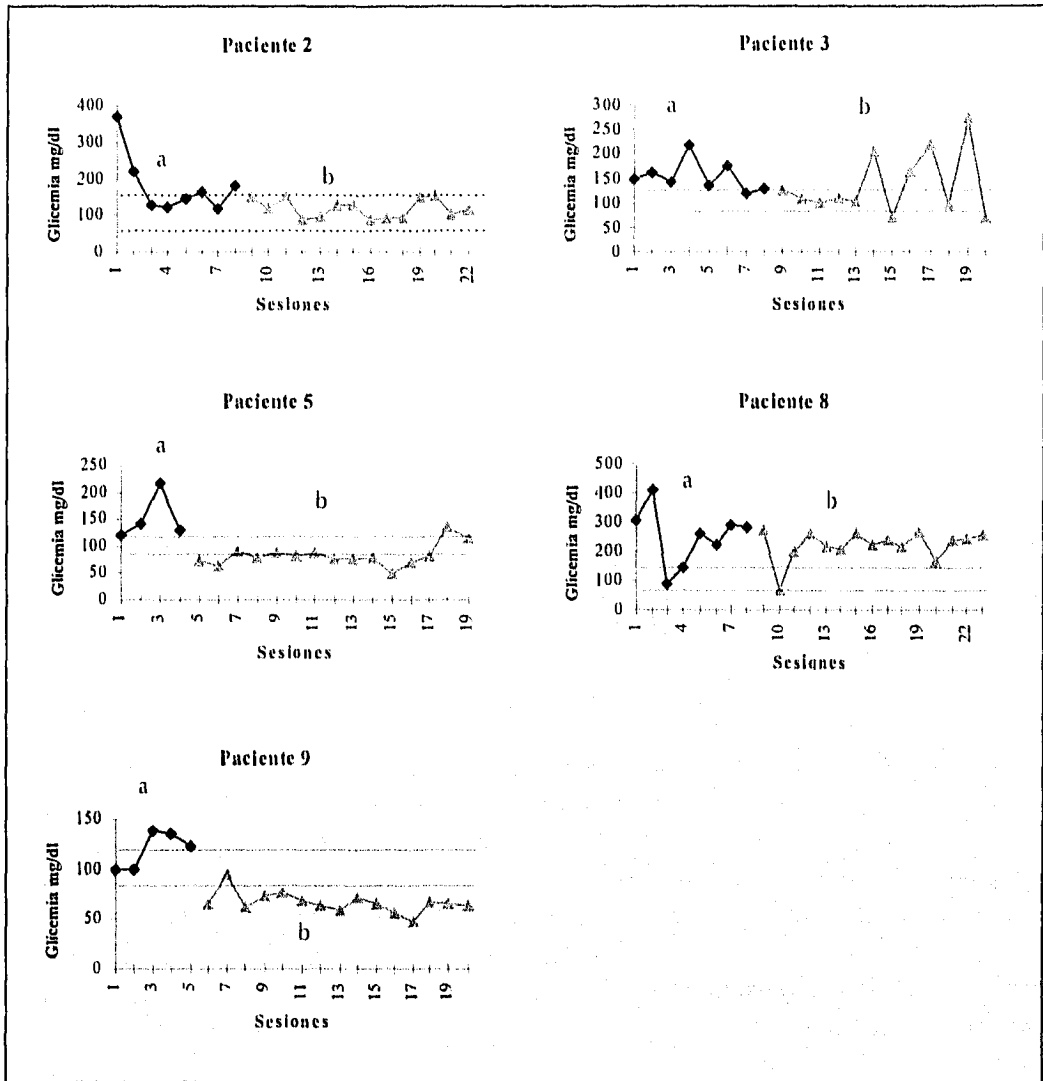 Paciente 2
Glicemia mg/dl
400
300
200
100
0
a
b
1
4
7
10
13
16
19
22
Sesiones
Paciente 3
Glicemia mg/dl
300
250
200
150
100
50
0
a
b
1
3
5
7
9
11
13
15
17
19
Sesiones
Paciente 5
Glicemia mg/dl
250
200
150
100
50
0
a
b
1
3
5
7
9
11
13
15
17
19
Sesiones
Paciente 8
Glicemia mg/dl
500
400
300
200
100
0
a
b
1
4
7
10
13
16
19
22
Sesiones
Paciente 9
Glicemia mg/dl
150
100
50
0
a
b
1
3
5
7
9
11
13
15
17
19
Sesiones